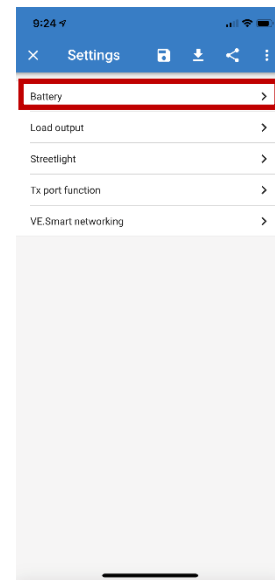 9:24
Settings
Battery
Load output
Streetlight
Tx port function
VE.Smart networking